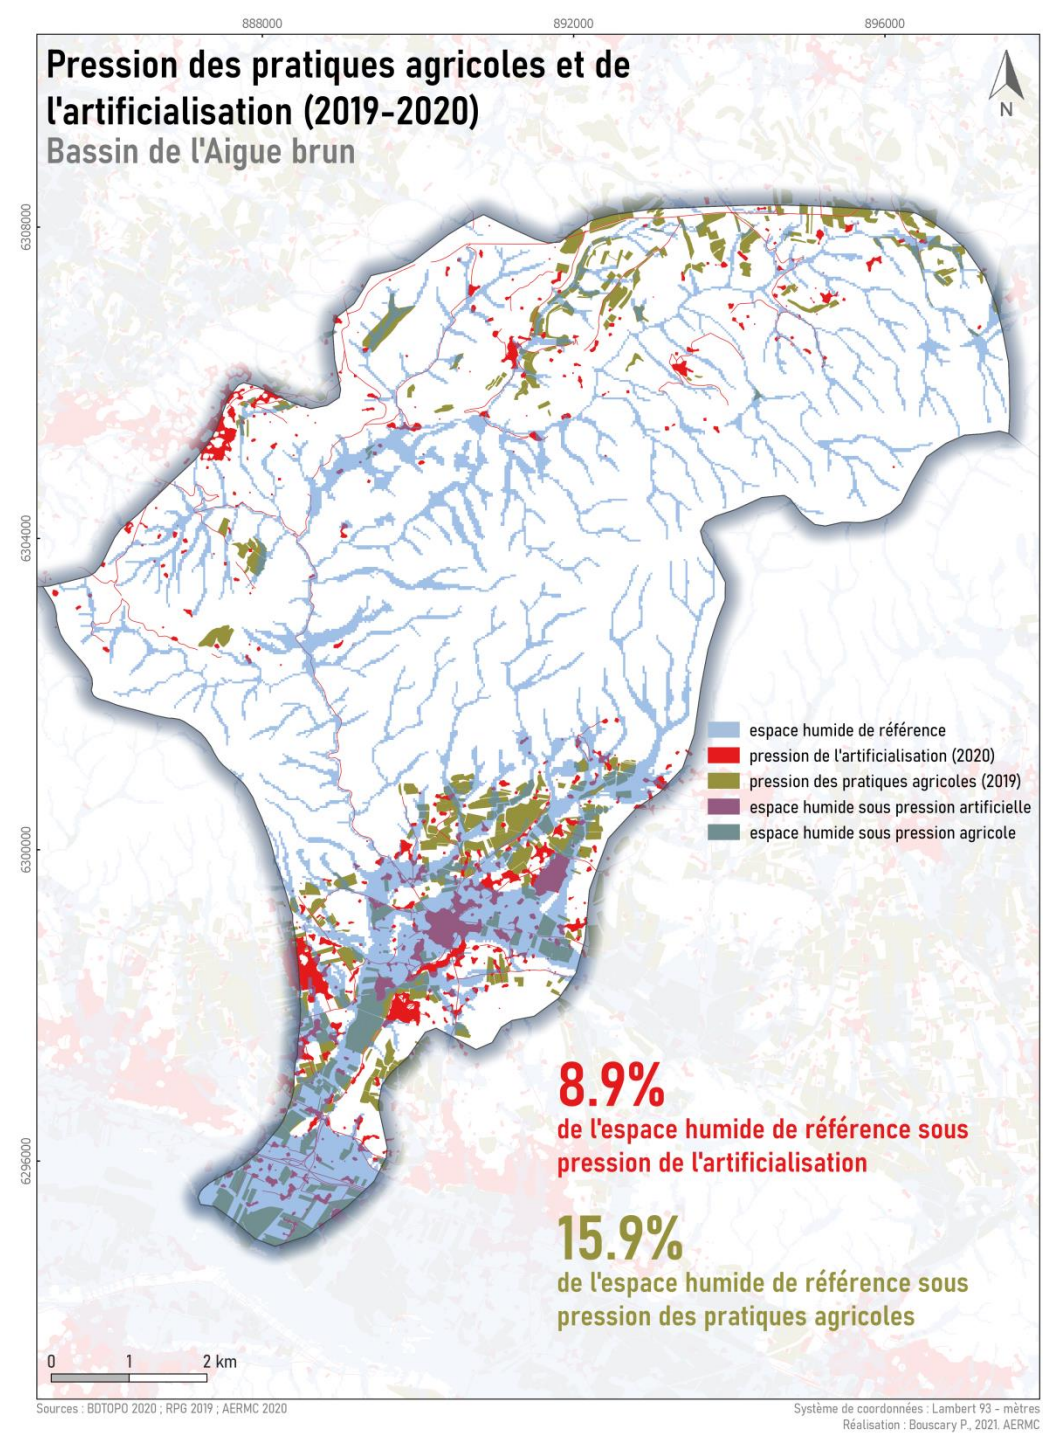 888000
892000
896000
Pression des pratiques agricoles et de
l'artificialisation (2019-2020)
Bassin de l'Aigue brun
N
6308000
6304000
6300000
6296000
espace humide de référence
pression de l'artificialisation (2020)
pression des pratiques agricoles (2019)
espace humide sous pression artificielle
espace humide sous pression agricole
8.9%
de l'espace humide de référence sous
pression de l'artificialisation
15.9%
de l'espace humide de référence sous
pression des pratiques agricoles
0 1 2 km
Sources : BDTOPO 2020 ; RPG 2019 ; AERMC 2020
Système de coordonnées : Lambert 93 - mètres
Réalisation : Bouscary P., 2021. AERMC